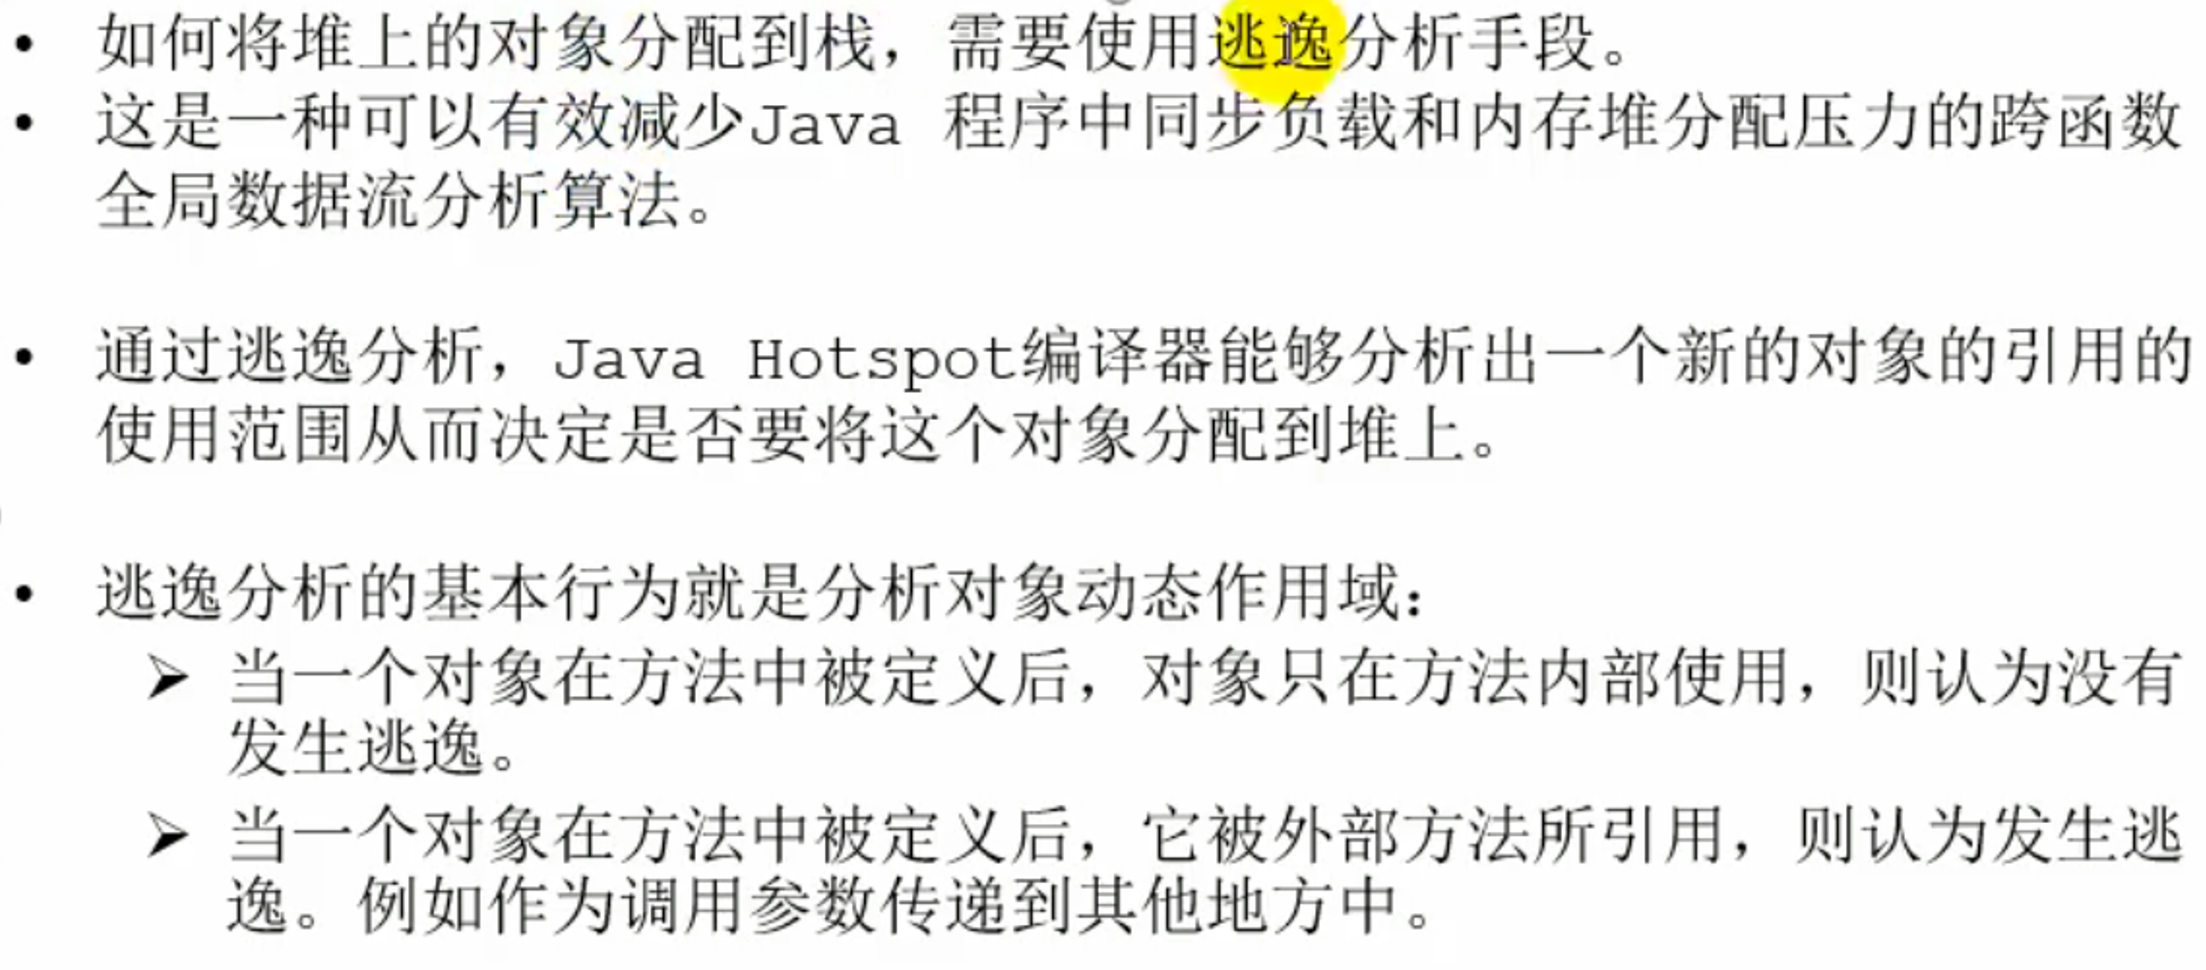 • 如何将堆上的对象分配到栈，需要使用逃逸分析手段。
• 这是一种可以有效减少Java 程序中同步负载和内存堆分配压力的跨函数
全局数据流分析算法。
• 通过逃逸分析，Java Hotspot编译器能够分析出一个新的对象的引用的
使用范围从而决定是否要将这个对象分配到堆上。
• 逃逸分析的基本行为就是分析对象动态作用域：
➢ 当一个对象在方法中被定义后，对象只在方法内部使用，则认为没有
发生逃逸。
➢ 当一个对象在方法中被定义后，它被外部方法所引用，则认为发生逃
逸。例如作为调用参数传递到其他地方中。